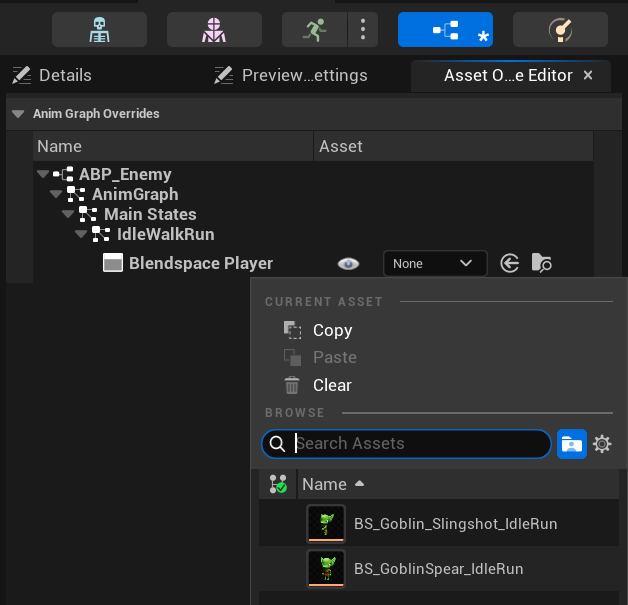 Details
Preview...ettings
Asset O...e Editor
Anim Graph Overrides
Name
Asset
ABP_Enemy
AnimGraph
Main States
IdleWalkRun
Blendspace Player
None
CURRENT ASSET
Copy
Paste
Clear
BROWSE
Search Assets
Name
BS_Goblin_Slingshot_IdleRun
BS_GoblinSpear_IdleRun